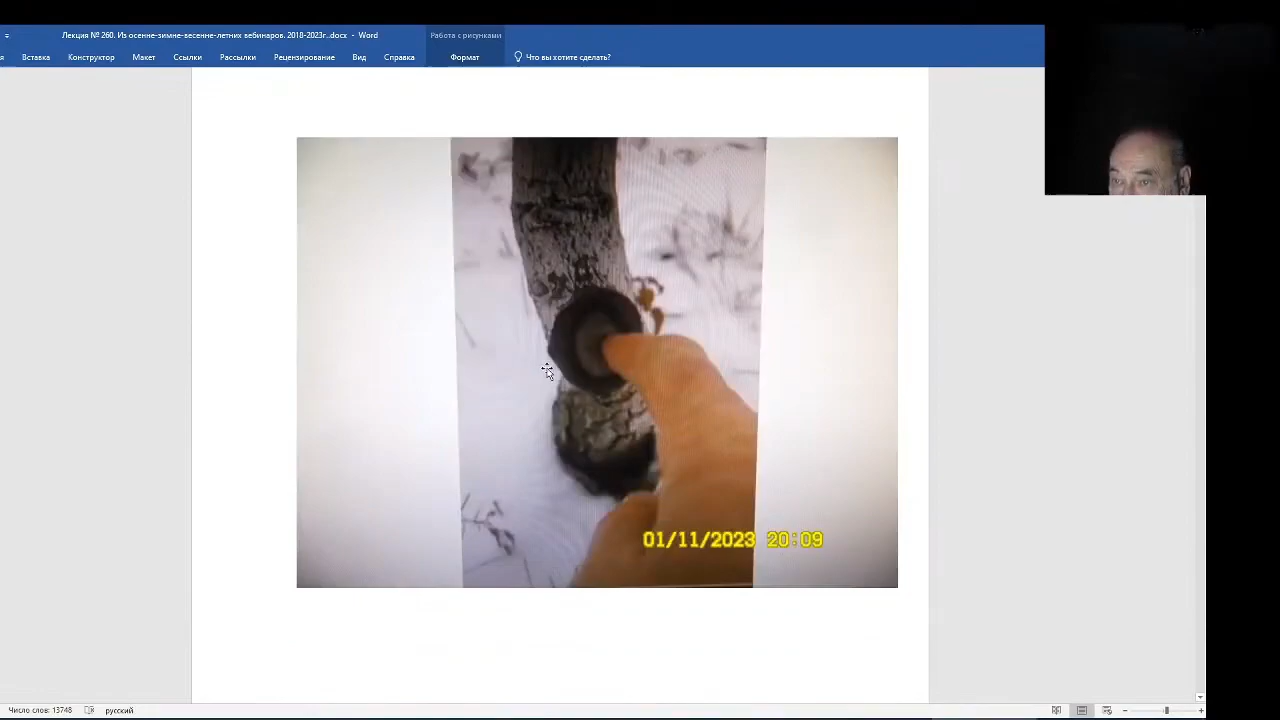 Лекция № 260. Из осенне-зимне-весенне-летних вебинаров. 2018-2023г..docx - Word
Работа с рисунками
я Вставка Конструктор Макет Ссылки Рассылки Рецензирование Вид Справка Формат Что вы хотите сделать?
01/11/2023 20:09
Число слов: 13748 русский